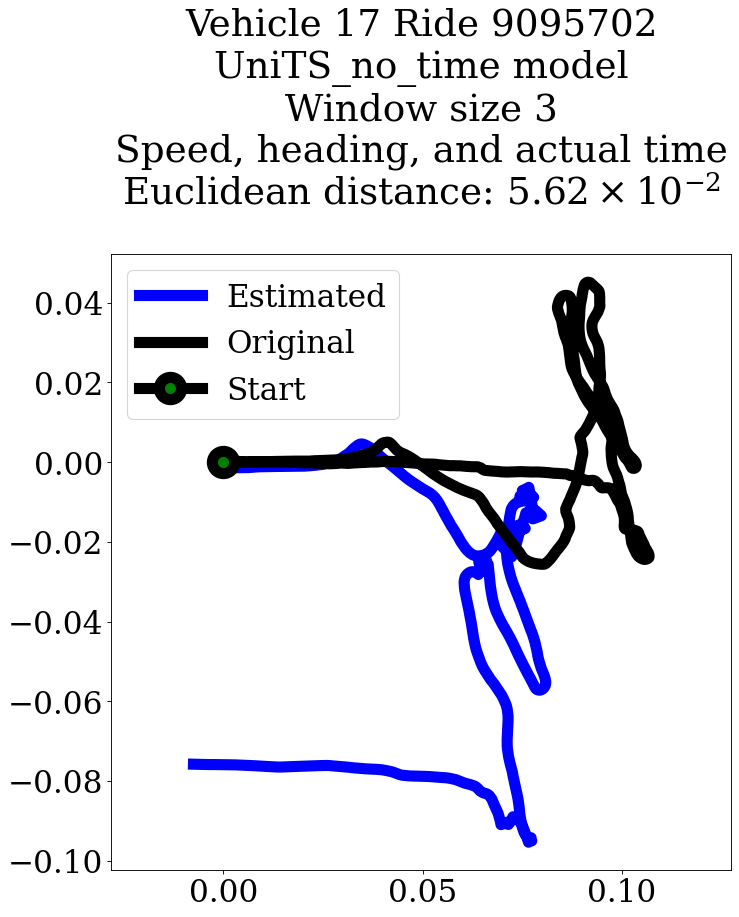 Vehicle 17 Ride 9095702
UniTS_no_time model
Window size 3
Speed, heading, and actual time
Euclidean distance: 5.62 × 10⁻²
Estimated
Original
Start
0.04
0.02
0.00
−0.02
−0.04
−0.06
−0.08
−0.10
0.00 0.05 0.10